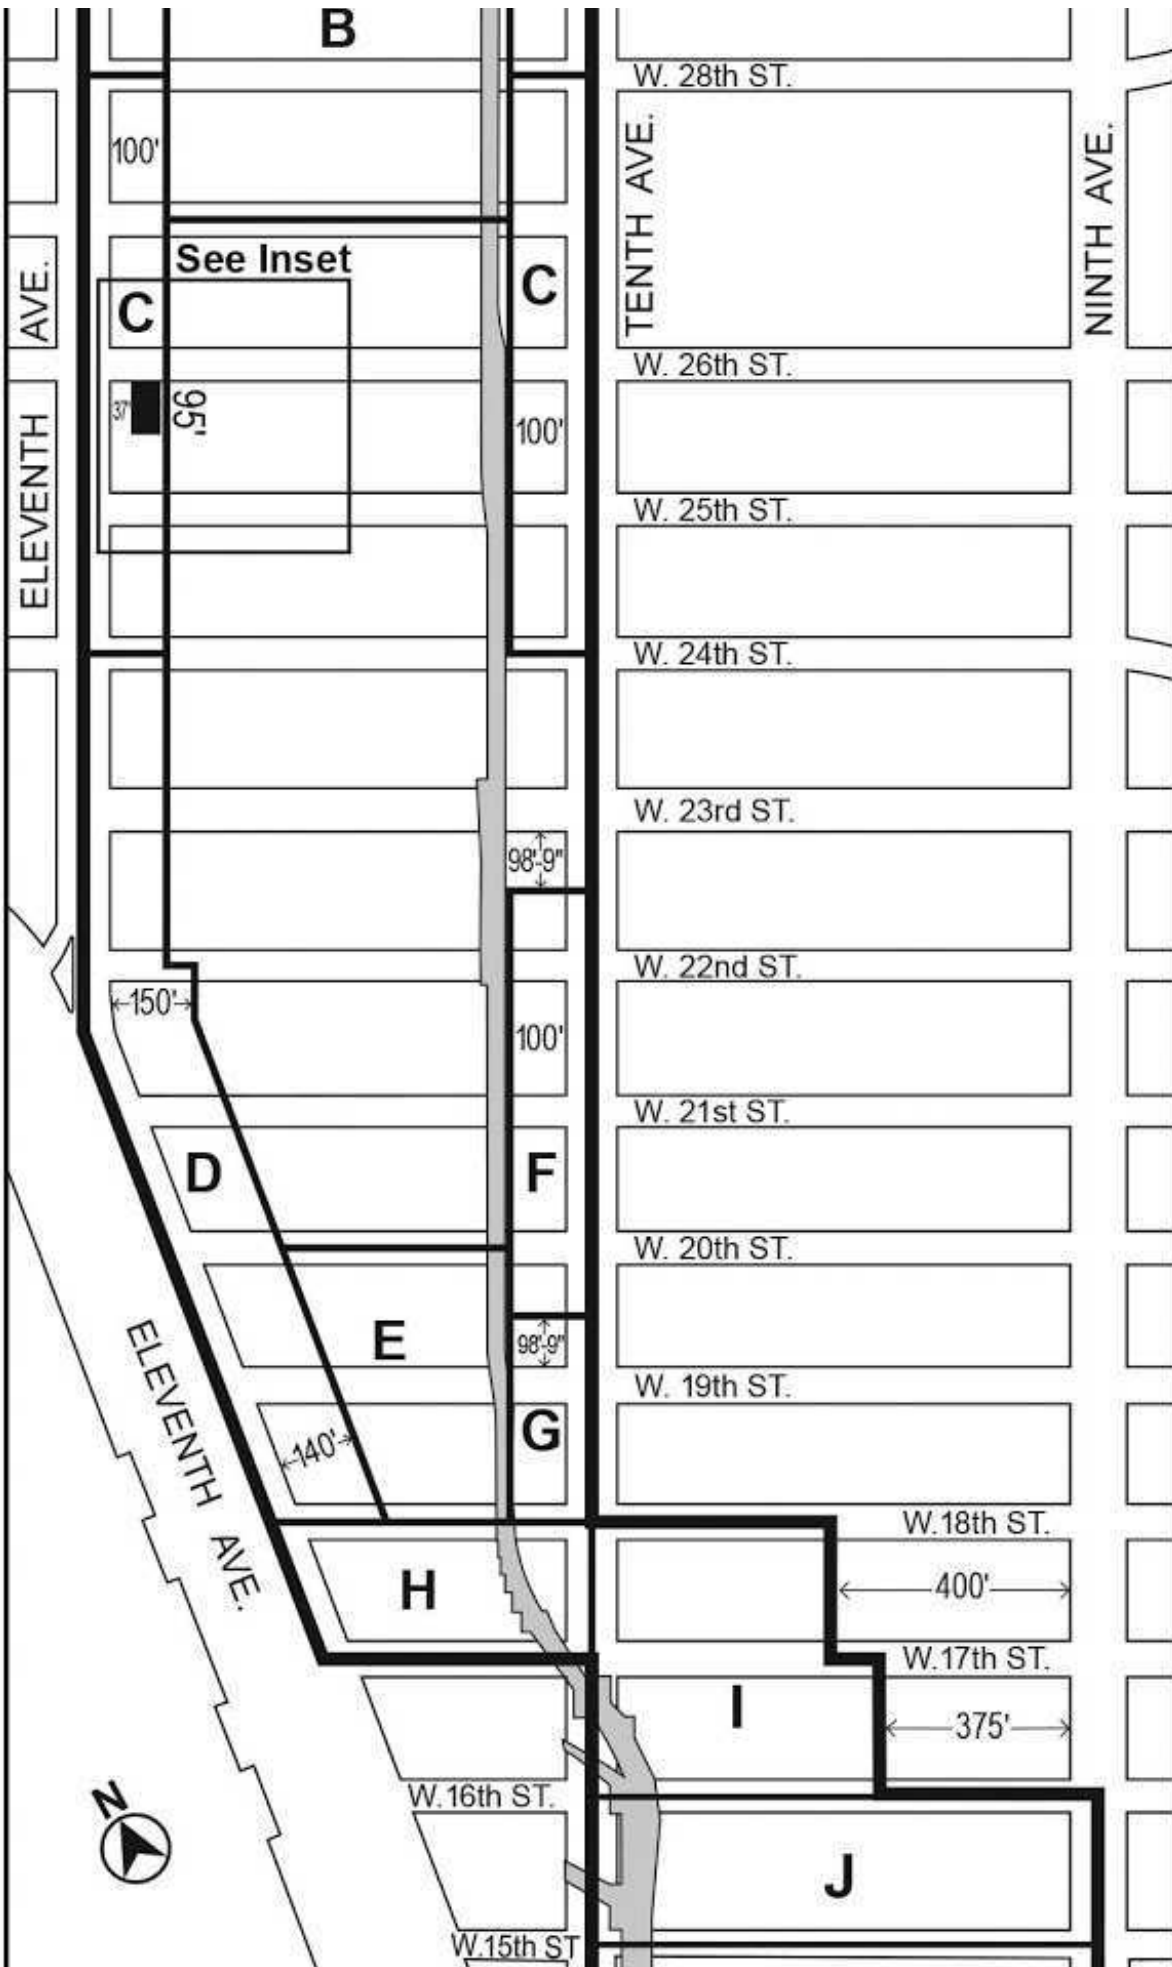 B
W. 28th ST.
100'
TENTH AVE.
NINTH AVE.
See Inset
C
C
ELEVENTH AVE.
W. 26th ST.
37'
95'
100'
W. 25th ST.
W. 24th ST.
W. 23rd ST.
98'-9"
W. 22nd ST.
150'
100'
W. 21st ST.
D
F
W. 20th ST.
E
98'-9"
W. 19th ST.
ELEVENTH AVE.
G
140'
W.18th ST.
H
400'
W.17th ST.
I
375'
N
W.16th ST.
J
W.15th ST